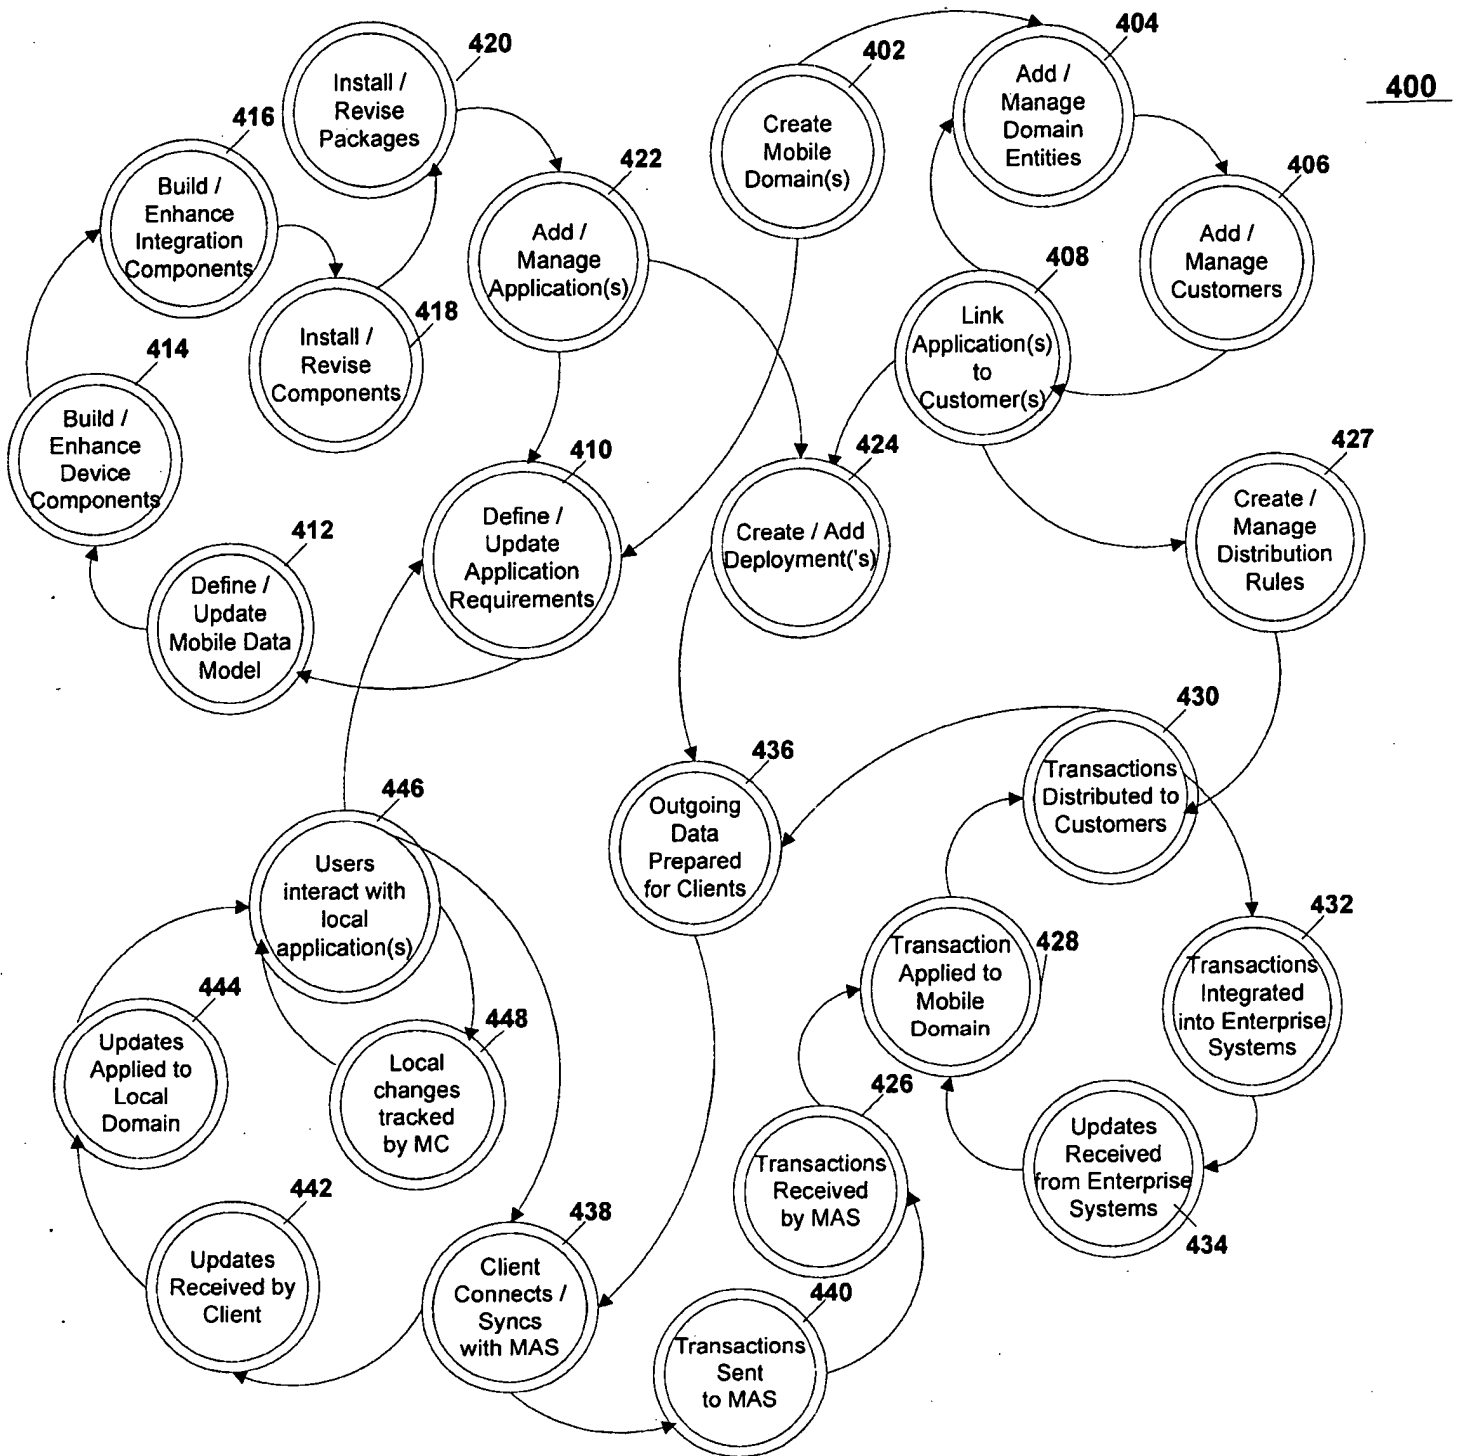 400
420
Install /
Revise
Packages
402
Create
Mobile
Domain(s)
404
Add /
Manage
Domain
Entities
416
Build /
Enhance
Integration
Components
422
Add /
Manage
Application(s)
406
Add /
Manage
Customers
418
Install /
Revise
Components
408
Link
Application(s)
to
Customer(s)
414
Build /
Enhance
Device
Components
410
Define /
Update
Application
Requirements
424
Create / Add
Deployment('s)
427
Create /
Manage
Distribution
Rules
412
Define /
Update
Mobile Data
Model
430
Transactions
Distributed to
Customers
436
Outgoing
Data
Prepared
for Clients
446
Users
interact with
local
application(s)
428
Transaction
Applied to
Mobile
Domain
432
Transactions
Integrated
into Enterprise
Systems
444
Updates
Applied to
Local
Domain
448
Local
changes
tracked
by MC
426
Transactions
Received
by MAS
434
Updates
Received
from Enterprise
Systems
442
Updates
Received by
Client
438
Client
Connects /
Syncs
with MAS
440
Transactions
Sent
to MAS